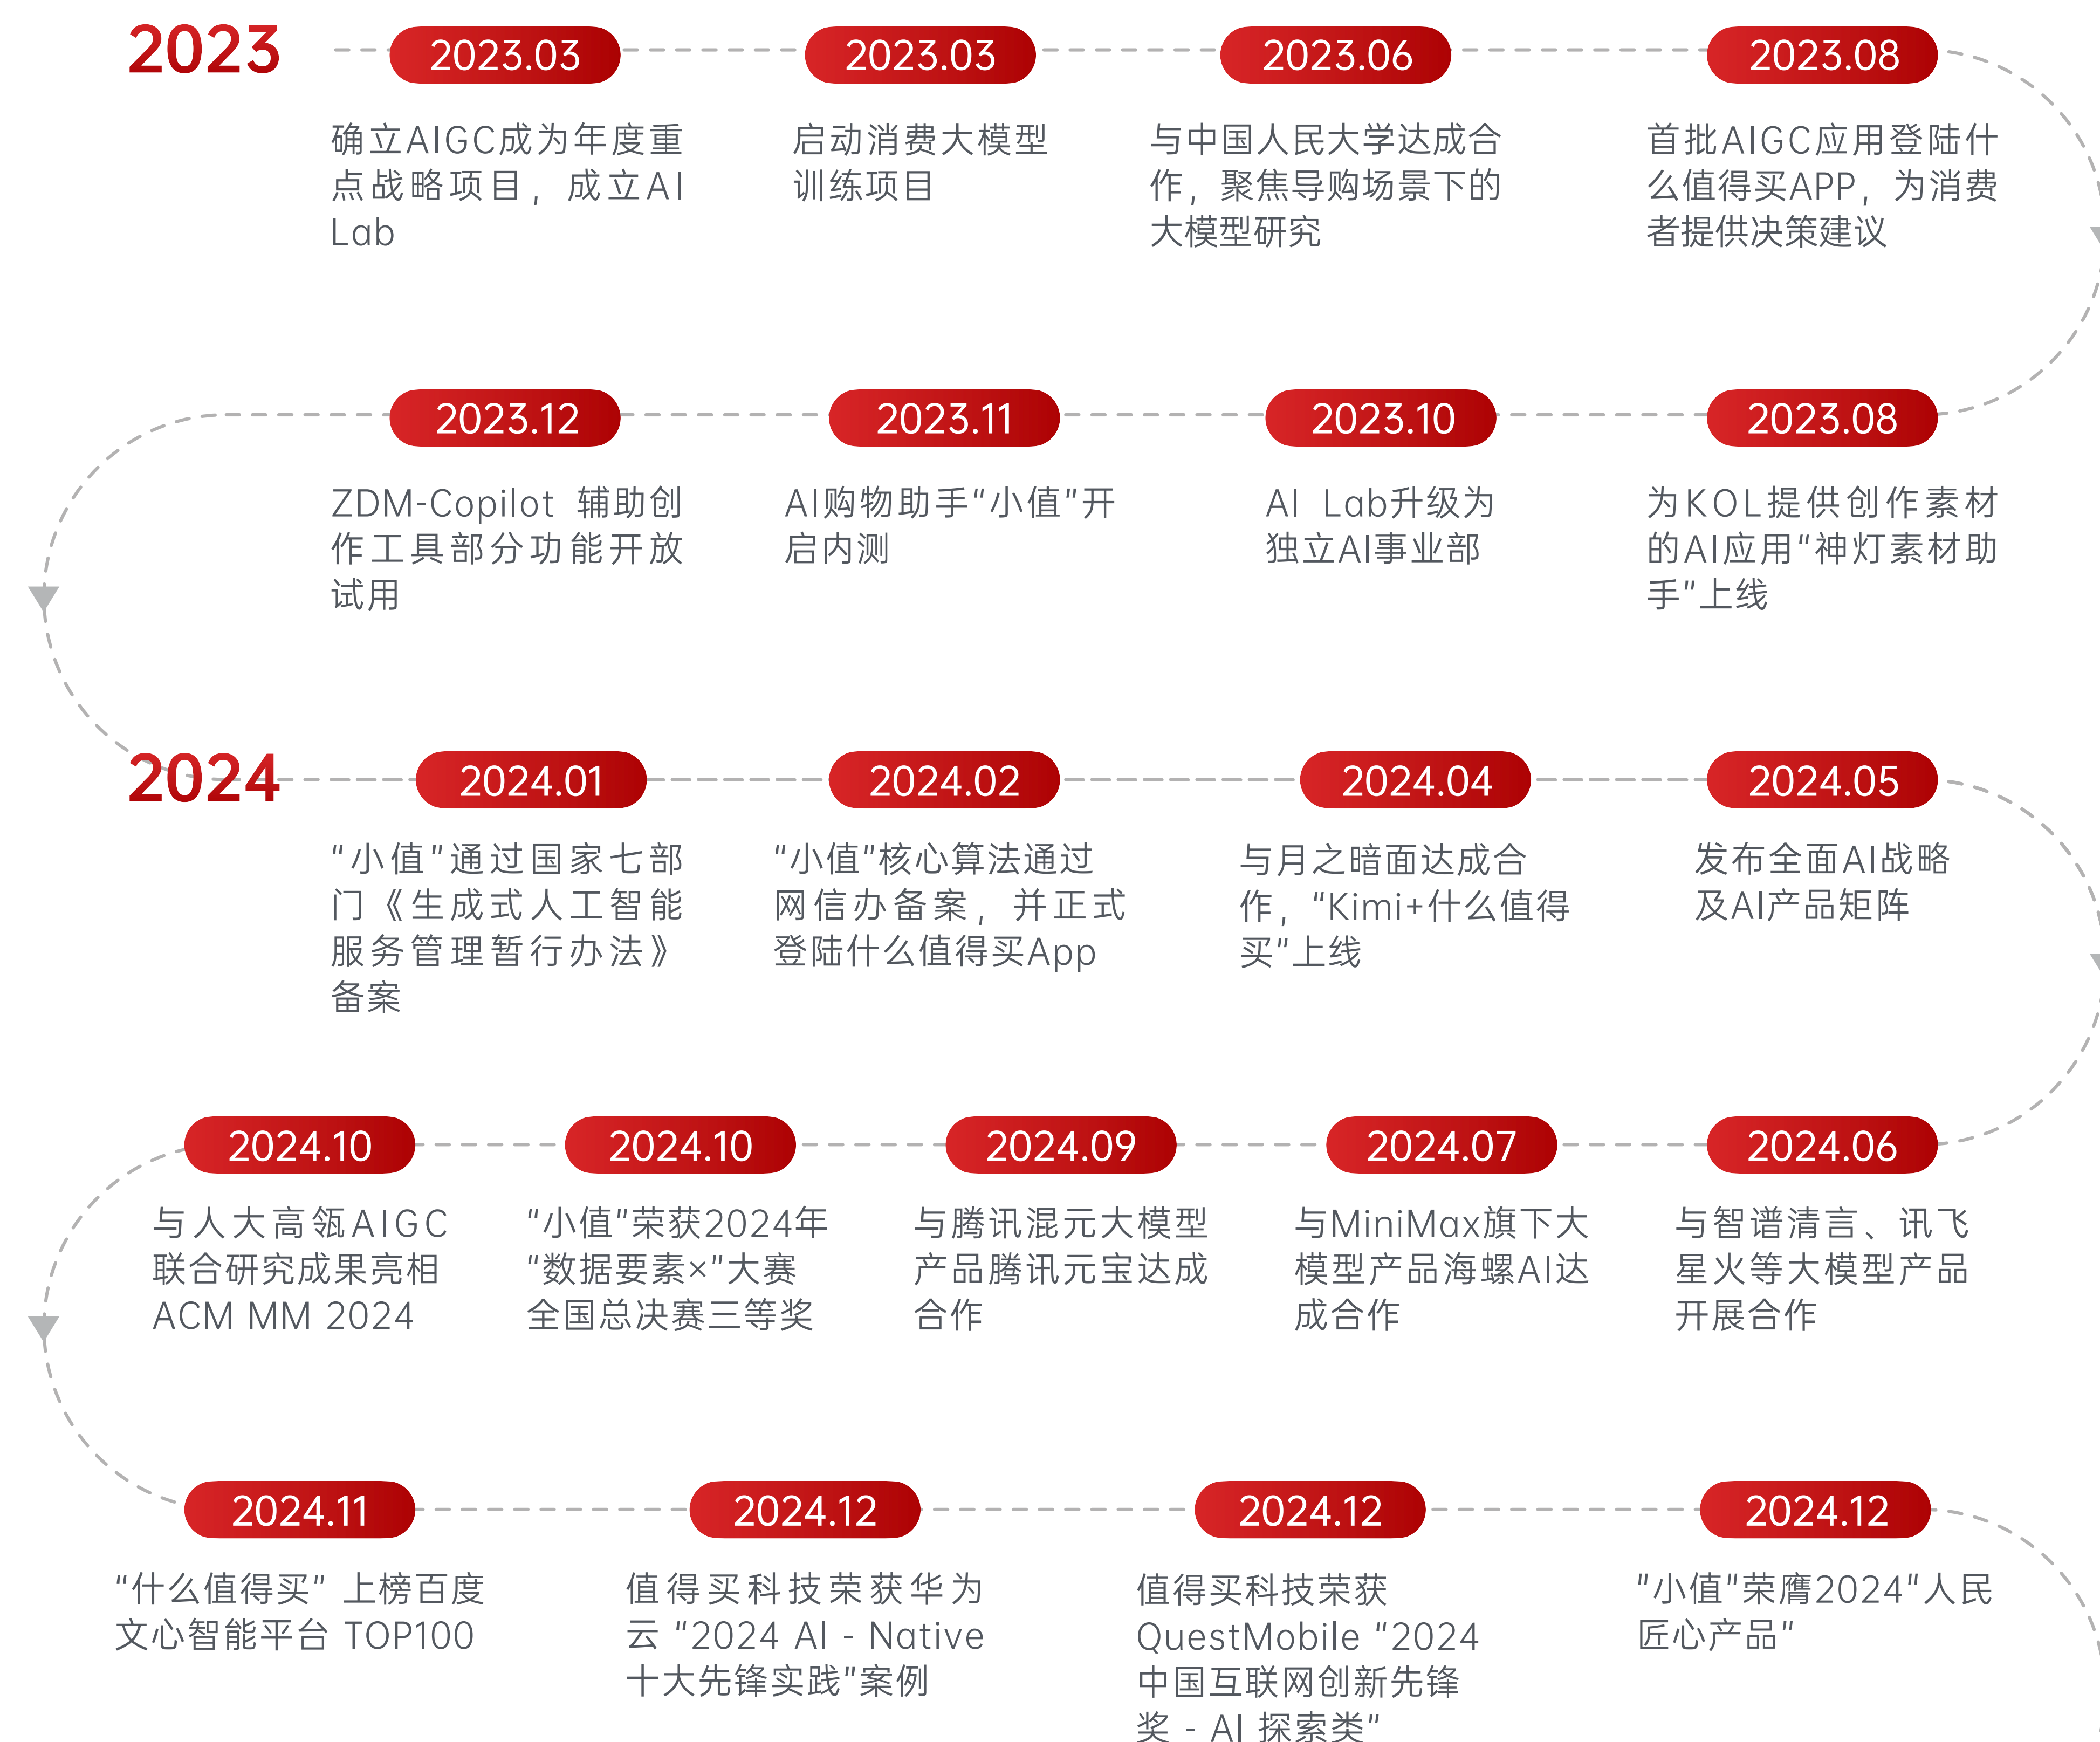 2023
2023.03
确立AIGC成为年度重
点战略项目，成立AI
Lab
2023.03
启动消费大模型
训练项目
2023.06
与中国人民大学达成合
作，聚焦导购场景下的
大模型研究
2023.08
首批AIGC应用登陆什
么值得买APP，为消费
者提供决策建议
2023.08
为KOL提供创作素材
的AI应用“神灯素材助
手”上线
2023.10
AI Lab升级为
独立AI事业部
2023.11
AI购物助手“小值”开
启内测
2023.12
ZDM-Copilot 辅助创
作工具部分功能开放
试用
2024
2024.01
“小值”通过国家七部
门《生成式人工智能
服务管理暂行办法》
备案
2024.02
“小值”核心算法通过
网信办备案，并正式
登陆什么值得买App
2024.04
与月之暗面达成合
作，“Kimi+什么值得
买”上线
2024.05
发布全面AI战略
及AI产品矩阵
2024.06
与智谱清言、讯飞
星火等大模型产品
开展合作
2024.07
与MiniMax旗下大
模型产品海螺AI达
成合作
2024.09
与腾讯混元大模型
产品腾讯元宝达成
合作
2024.10
“小值”荣获2024年
“数据要素×”大赛
全国总决赛三等奖
2024.10
与人大高瓴AIGC
联合研究成果亮相
ACM MM 2024
2024.11
“什么值得买” 上榜百度
文心智能平台 TOP100
2024.12
值得买科技荣获华为
云 “2024 AI - Native
十大先锋实践”案例
2024.12
值得买科技荣获
QuestMobile “2024
中国互联网创新先锋
奖 - AI 探索类”
2024.12
”小值”荣膺2024”人民
匠心产品”